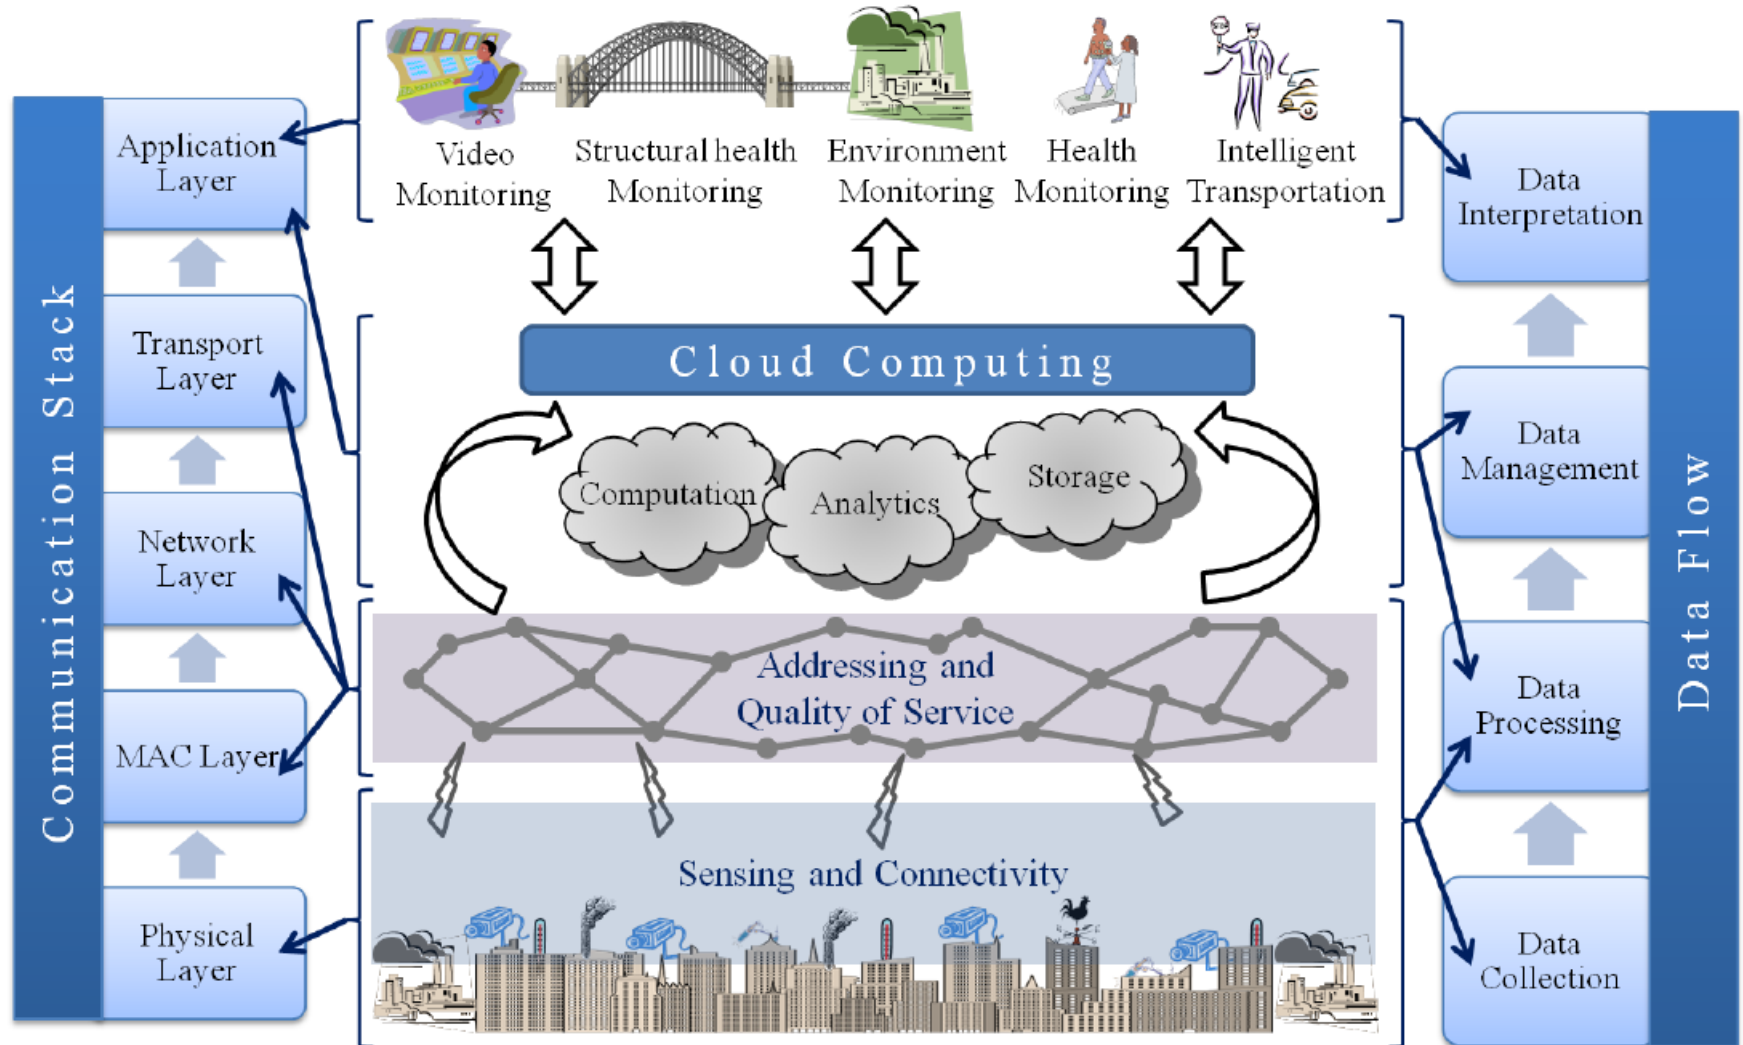 Communication Stack
Application
Layer
Transport
Layer
Network
Layer
MAC Layer
Physical
Layer
Video
Monitoring
Structural health
Monitoring
Environment
Monitoring
Health
Monitoring
Intelligent
Transportation
Cloud Computing
Computation
Analytics
Storage
Addressing and
Quality of Service
Sensing and Connectivity
Data
Interpretation
Data
Management
Data
Processing
Data
Collection
Data Flow